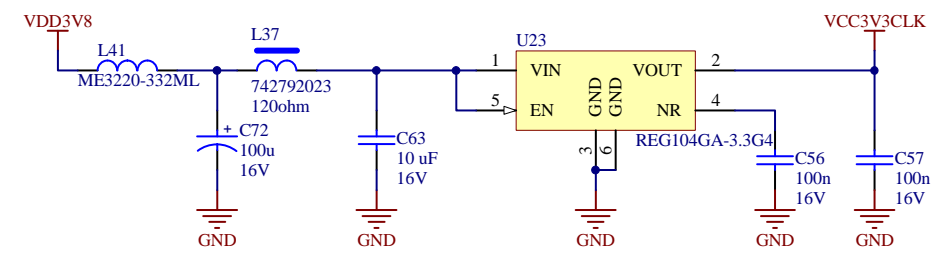 VDD3V8
L41
ME3220-332ML
L37
742792023
120ohm
C72
100u
16V
+
C63
10 uF
16V
U23
1
VIN
VOUT
2
5
EN
GND
GND
NR
4
REG104GA-3.3G4
3
6
VCC3V3CLK
C56
100n
16V
C57
100n
16V
GND
GND
GND
GND
GND